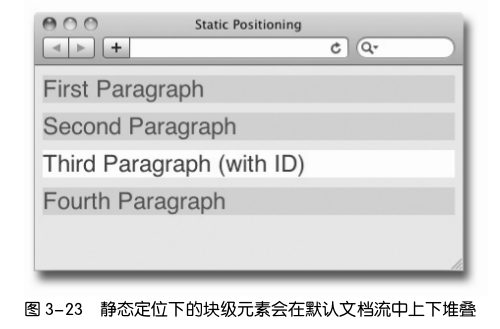 Static Positioning
First Paragraph
Second Paragraph
Third Paragraph (with ID)
Fourth Paragraph
图 3-23 静态定位下的块级元素会在默认文档流中上下堆叠